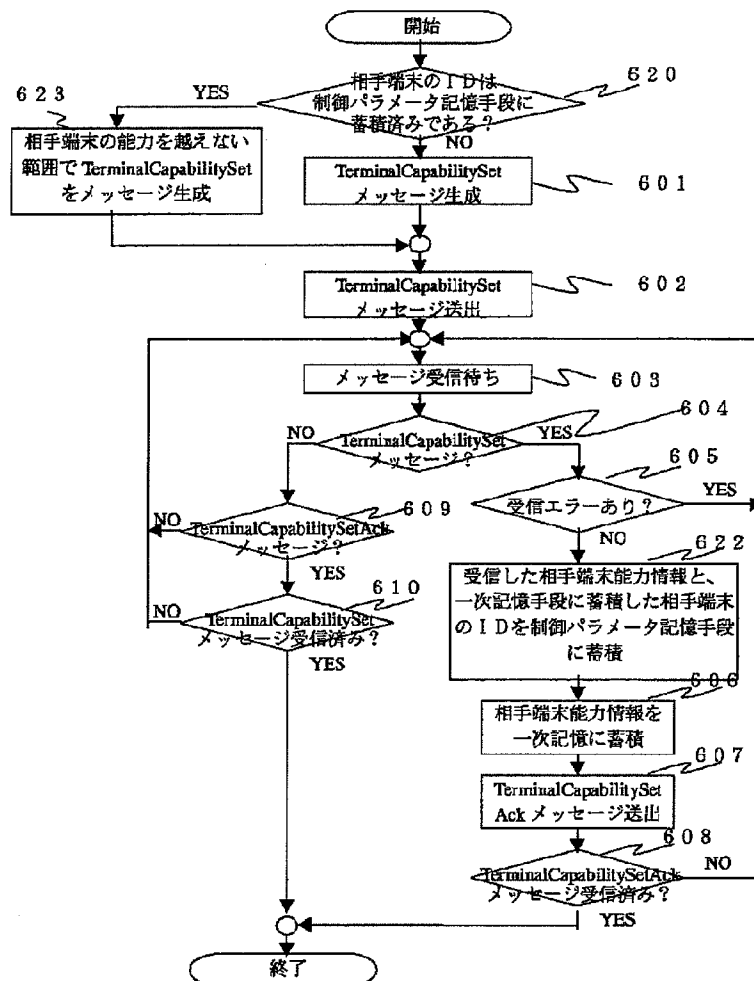 開始
相手端末のＩＤは
制御パラメータ記憶手段に
蓄積済みである？
６２０
YES
NO
６２３
相手端末の能力を越えない
範囲で TerminalCapabilitySet
をメッセージ生成
TerminalCapabilitySet
メッセージ生成
６０１
TerminalCapabilitySet
メッセージ送出
６０２
メッセージ受信待ち
６０３
６０４
NO
TerminalCapabilitySet
メッセージ？
YES
６０５
受信エラーあり？
YES
NO
６０９
NO
TerminalCapabilitySetAck
メッセージ？
YES
６２２
受信した相手端末能力情報と、
一次記憶手段に蓄積した相手端末
のＩＤを制御パラメータ記憶手段
に蓄積
６１０
NO
TerminalCapabilitySet
メッセージ受信済み？
YES
６０６
相手端末能力情報を
一次記憶に蓄積
６０７
TerminalCapabilitySet
Ack メッセージ送出
６０８
TerminalCapabilitySetAck
メッセージ受信済み？
NO
YES
終了